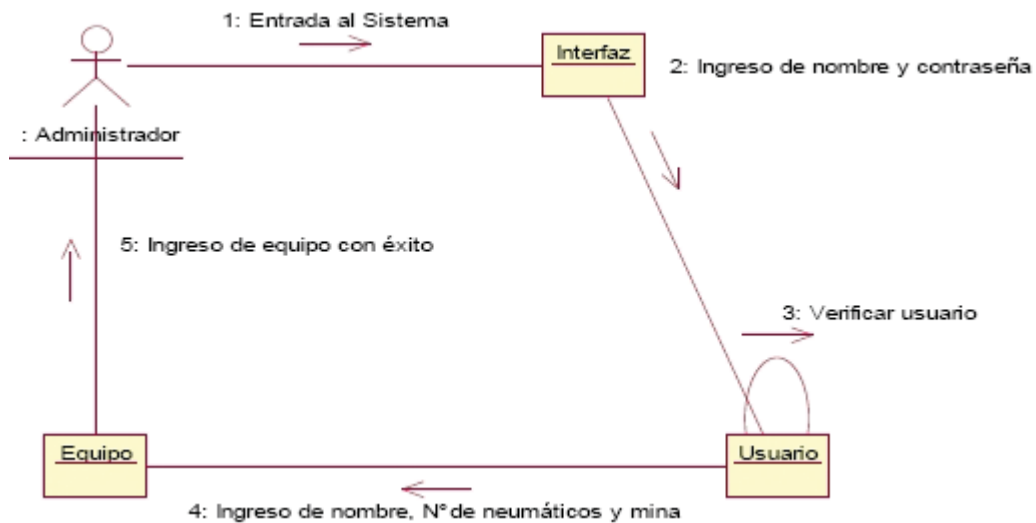 1: Entrada al Sistema
Interfaz
2: Ingreso de nombre y contraseña
: Administrador
5: Ingreso de equipo con éxito
3: Verificar usuario
Equipo
Usuario
4: Ingreso de nombre, N° de neumáticos y mina